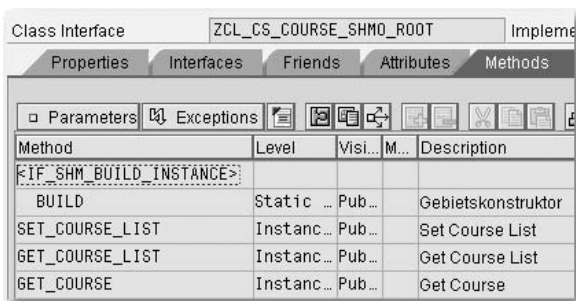 Class Interface ZCL_CS_COURSE_SHMO_ROOT Impleme
Properties Interfaces Friends Attributes Methods
Parameters Exceptions
Method Level Visi... M... Description
<IF_SHM_BUILD_INSTANCE>
BUILD Static ... Pub... Gebietskonstruktor
SET_COURSE_LIST Instanc... Pub... Set Course List
GET_COURSE_LIST Instanc... Pub... Get Course List
GET_COURSE Instanc... Pub... Get Course